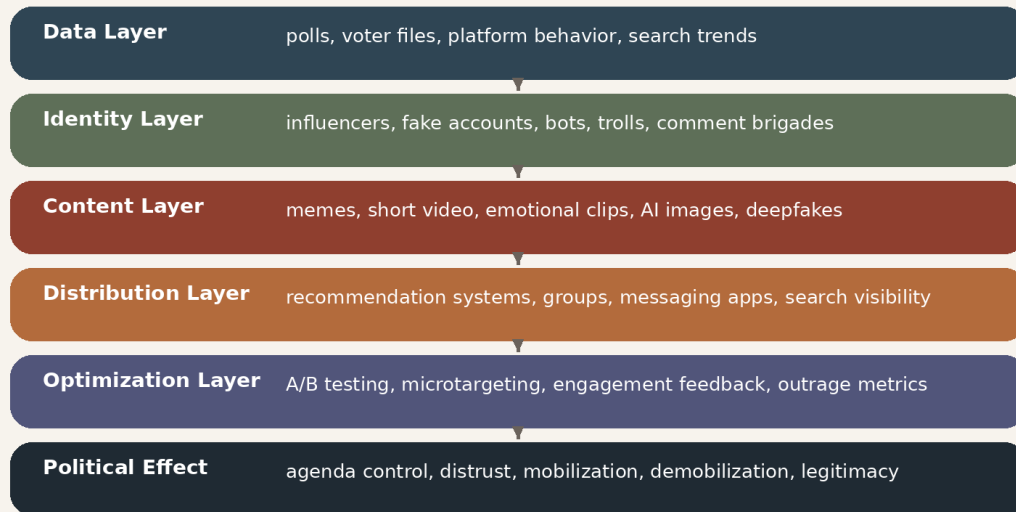 Data Layer polls, voter files, platform behavior, search trends
Identity Layer influencers, fake accounts, bots, trolls, comment brigades
Content Layer memes, short video, emotional clips, AI images, deepfakes
Distribution Layer recommendation systems, groups, messaging apps, search visibility
Optimization Layer A/B testing, microtargeting, engagement feedback, outrage metrics
Political Effect agenda control, distrust, mobilization, demobilization, legitimacy